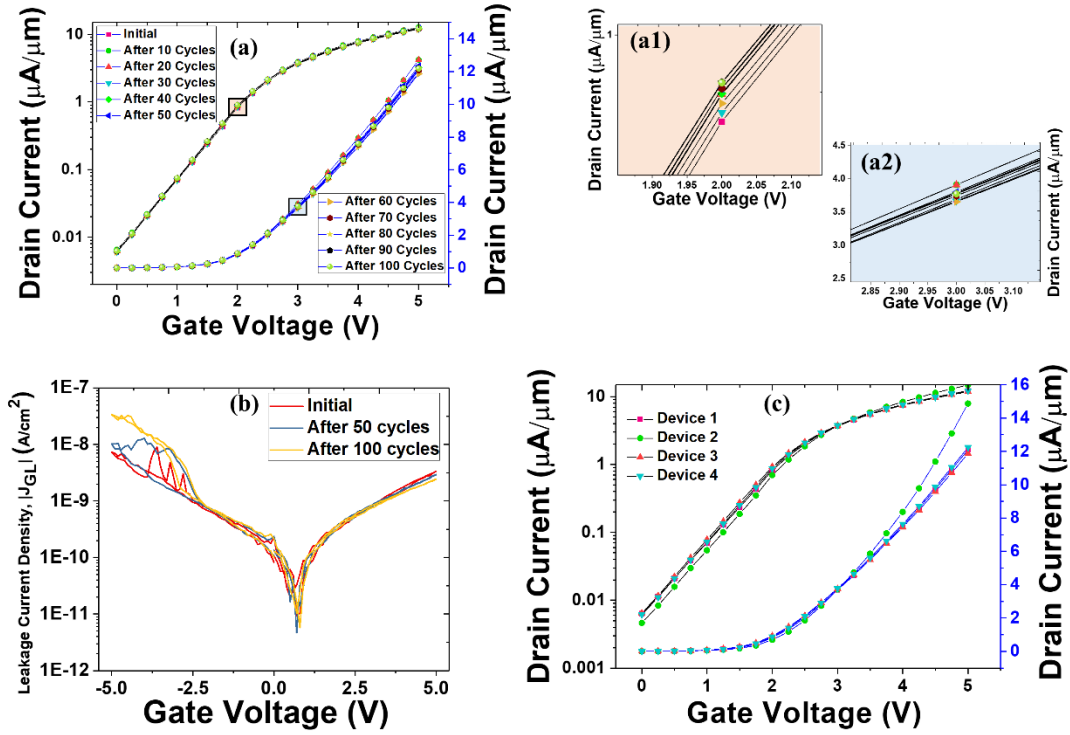 (a)
Initial
After 10 Cycles
After 20 Cycles
After 30 Cycles
After 40 Cycles
After 50 Cycles
After 60 Cycles
After 70 Cycles
After 80 Cycles
After 90 Cycles
After 100 Cycles
10
1
0.1
0.01
14
12
10
8
6
4
2
0
0 1 2 3 4 5
Drain Current (μA/μm)
Drain Current (μA/μm)
Gate Voltage (V)
(a1)
1
Drain Current (μA/μm)
1.90 1.95 2.00 2.05 2.10
Gate Voltage (V)
(a2)
4.5
4.0
3.5
3.0
2.5
Drain Current (μA/μm)
2.85 2.90 2.95 3.00 3.05 3.10
Gate Voltage (V)
(b)
Initial
After 50 cycles
After 100 cycles
1E-7
1E-8
1E-9
1E-10
1E-11
1E-12
Leakage Current Density, |J_GL| (A/cm²)
-5.0 -2.5 0.0 2.5 5.0
Gate Voltage (V)
(c)
Device 1
Device 2
Device 3
Device 4
10
1
0.1
0.01
0.001
16
14
12
10
8
6
4
2
0
0 1 2 3 4 5
Drain Current (μA/μm)
Drain Current (μA/μm)
Gate Voltage (V)